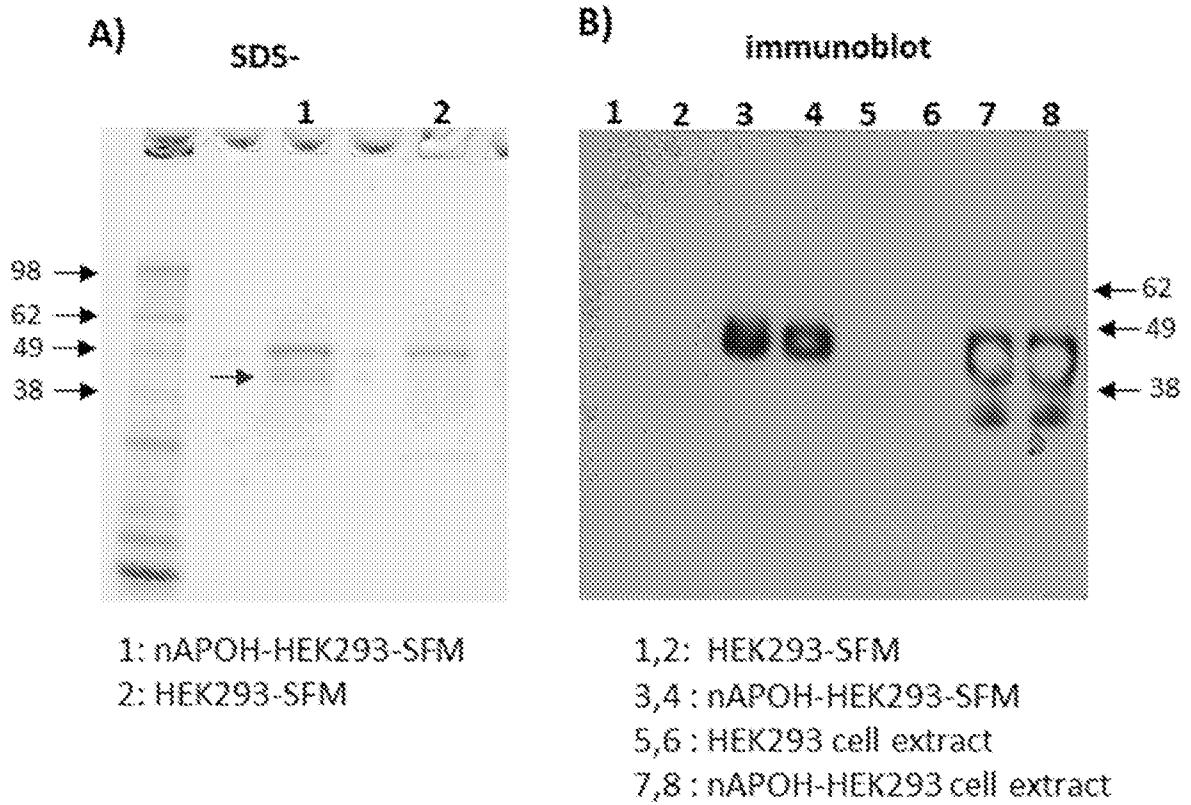 A)
SDS-
1 2
98
62
49
38
1: nAPOH-HEK293-SFM
2: HEK293-SFM
B)
immunoblot
1 2 3 4 5 6 7 8
62
49
38
1,2: HEK293-SFM
3,4 : nAPOH-HEK293-SFM
5,6 : HEK293 cell extract
7,8 : nAPOH-HEK293 cell extract